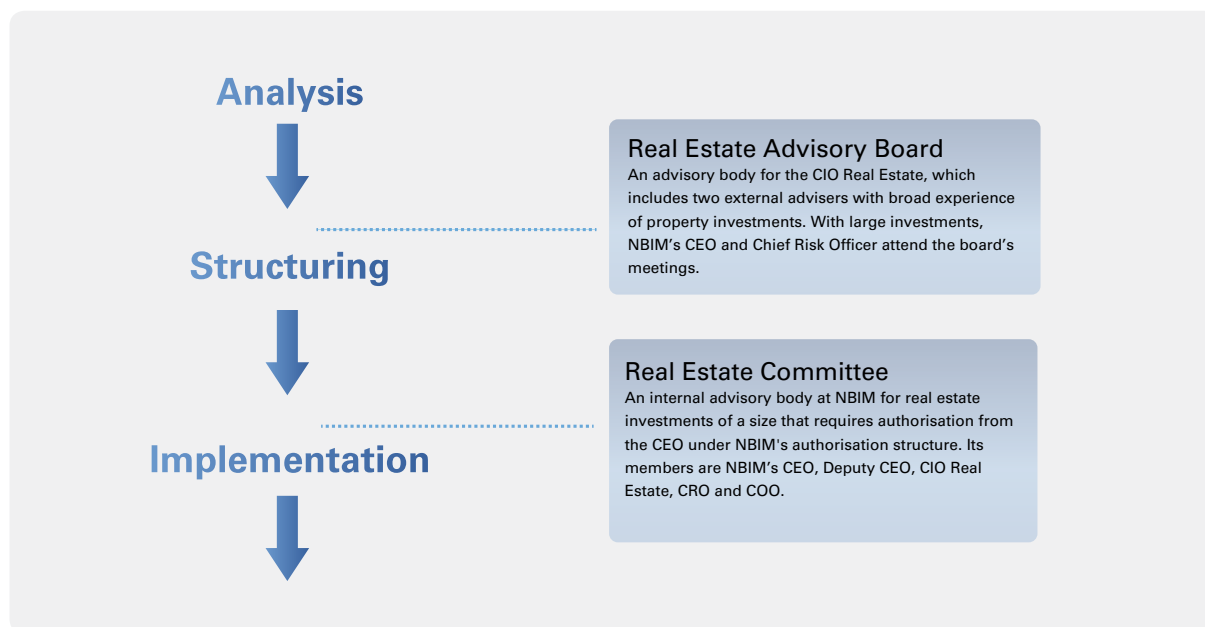 Analysis
Real Estate Advisory Board
An advisory body for the CIO Real Estate, which
includes two external advisers with broad experience
of property investments. With large investments,
NBIM’s CEO and Chief Risk Officer attend the board’s
meetings.
Structuring
Real Estate Committee
An internal advisory body at NBIM for real estate
investments of a size that requires authorisation from
the CEO under NBIM's authorisation structure. Its
members are NBIM’s CEO, Deputy CEO, CIO Real
Estate, CRO and COO.
Implementation